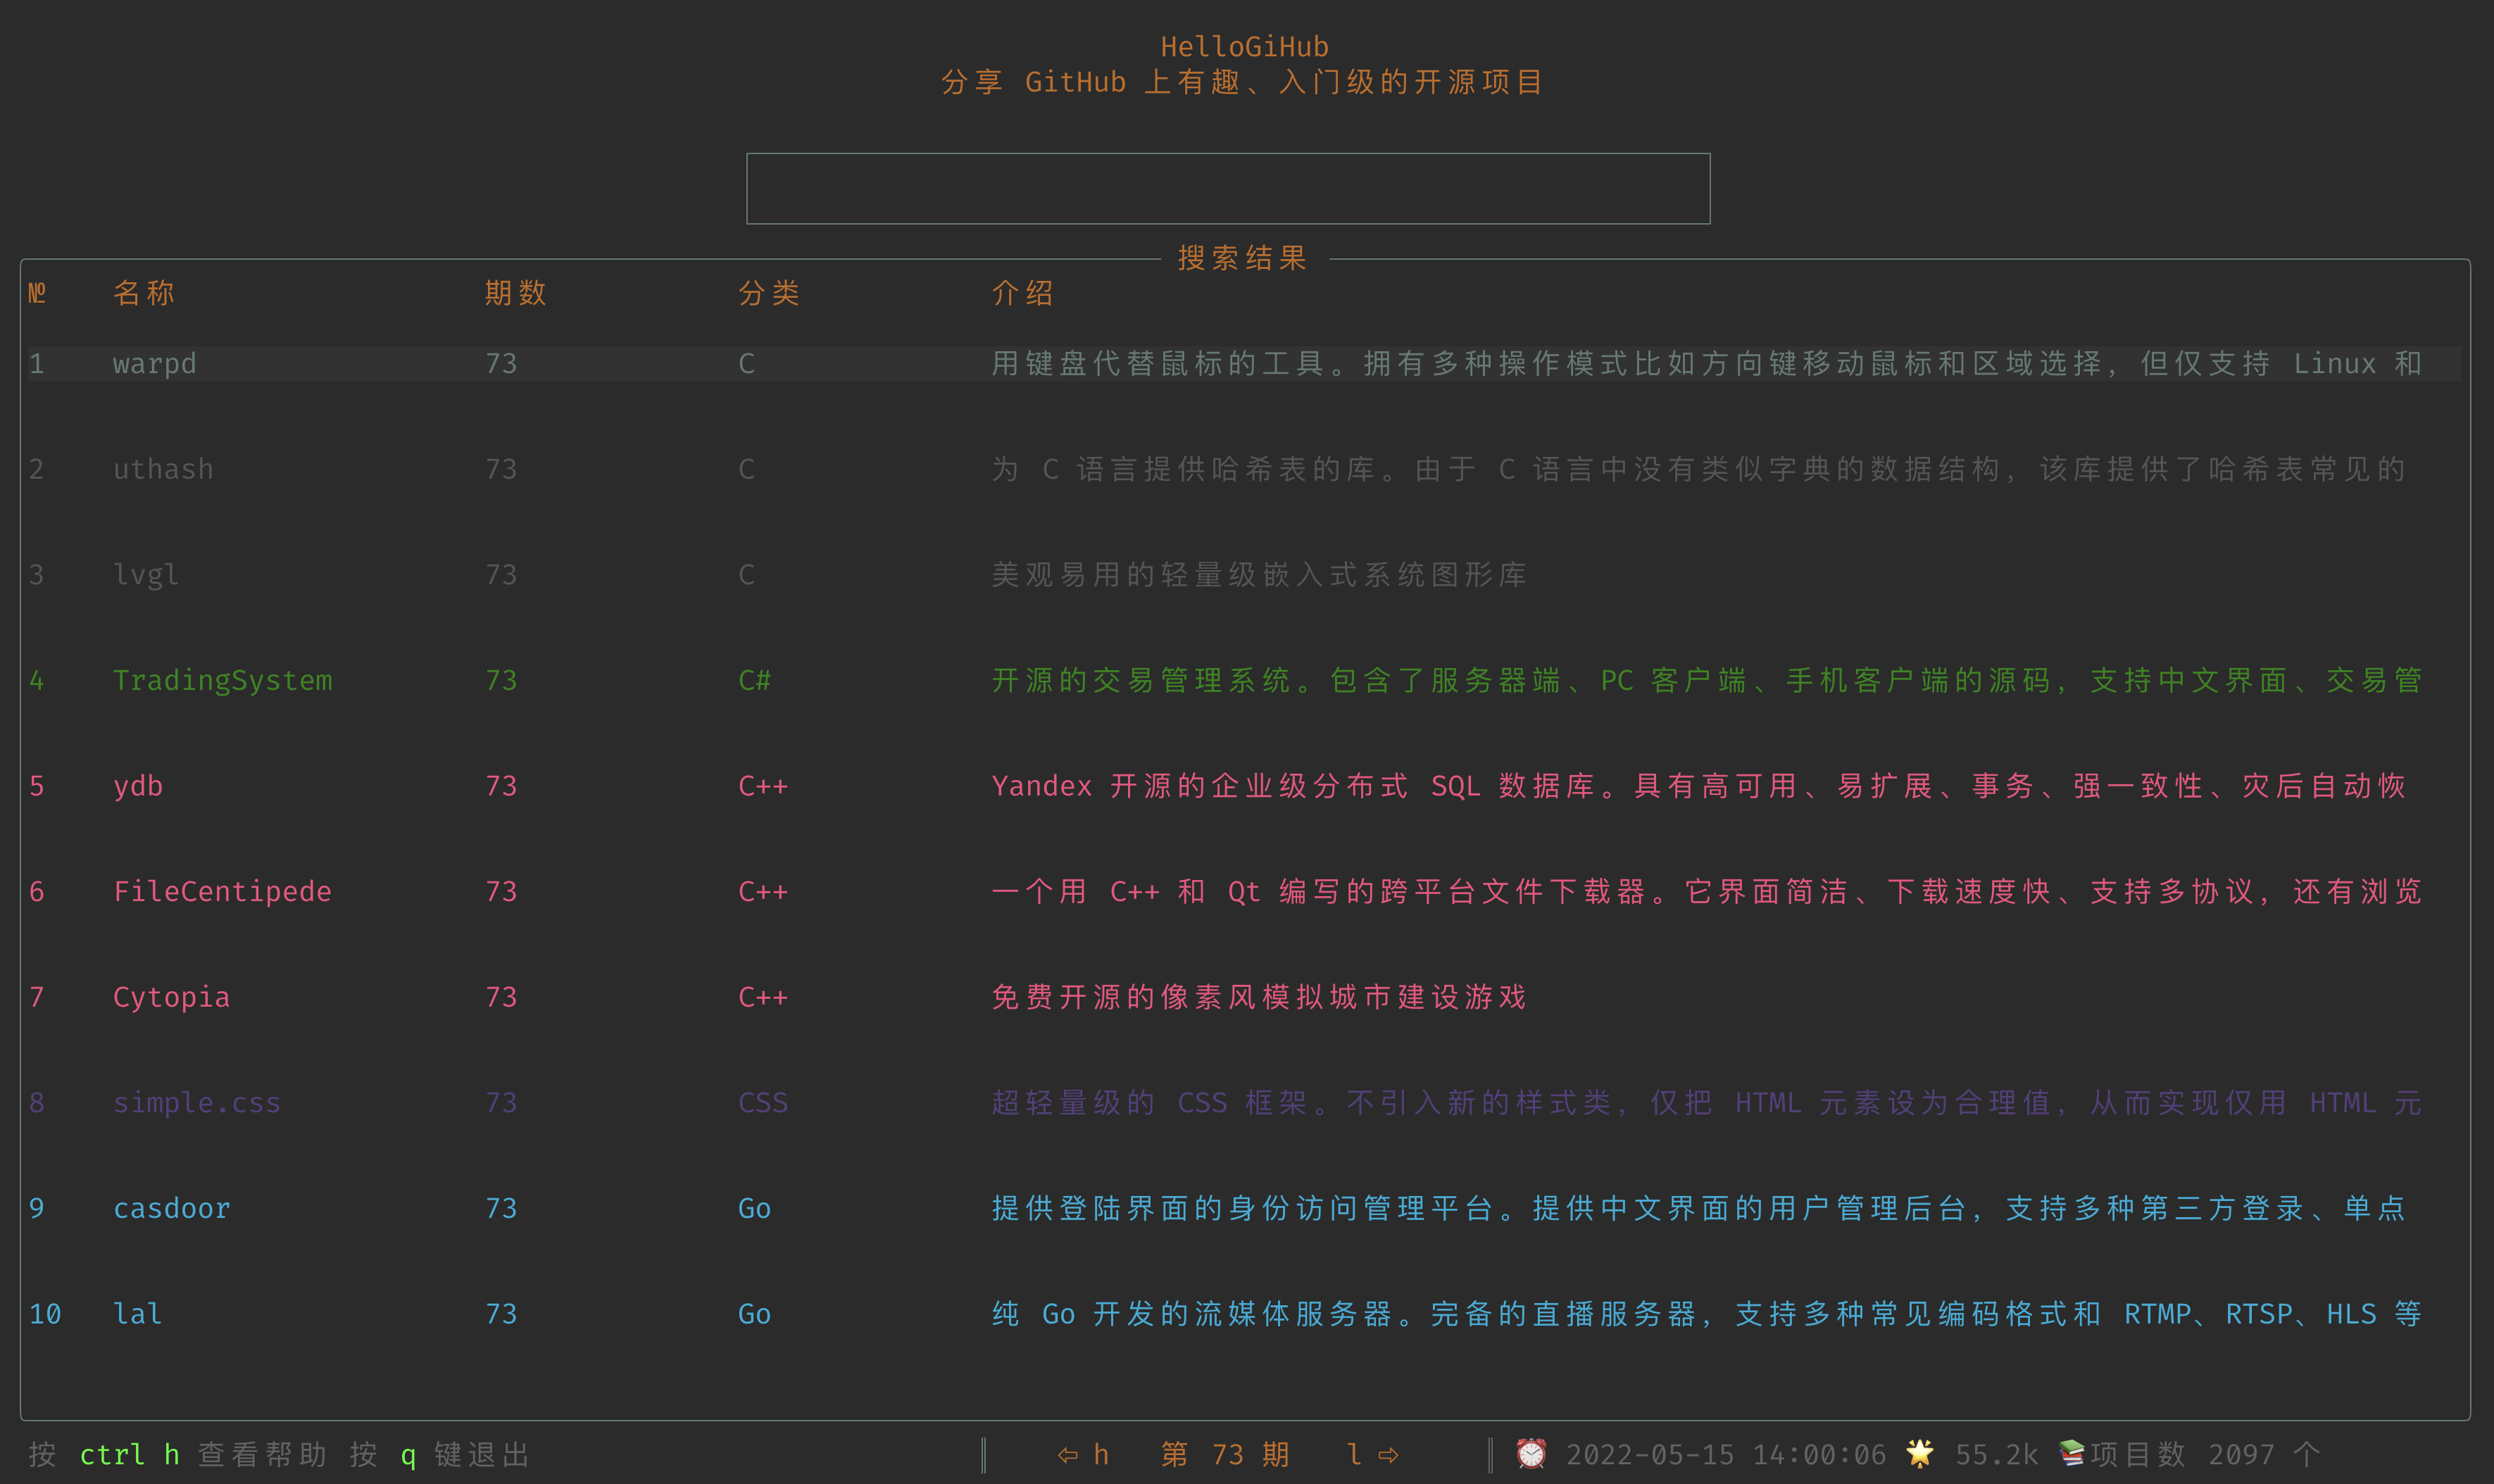 HelloGiHub
分享 GitHub 上有趣、入门级的开源项目
搜索结果
№ 名称 期数 分类 介绍
1 warpd 73 C 用键盘代替鼠标的工具。拥有多种操作模式比如方向键移动鼠标和区域选择，但仅支持 Linux 和
2 uthash 73 C 为 C 语言提供哈希表的库。由于 C 语言中没有类似字典的数据结构，该库提供了哈希表常见的
3 lvgl 73 C 美观易用的轻量级嵌入式系统图形库
4 TradingSystem 73 C# 开源的交易管理系统。包含了服务器端、PC 客户端、手机客户端的源码，支持中文界面、交易管
5 ydb 73 C++ Yandex 开源的企业级分布式 SQL 数据库。具有高可用、易扩展、事务、强一致性、灾后自动恢
6 FileCentipede 73 C++ 一个用 C++ 和 Qt 编写的跨平台文件下载器。它界面简洁、下载速度快、支持多协议，还有浏览
7 Cytopia 73 C++ 免费开源的像素风模拟城市建设游戏
8 simple.css 73 CSS 超轻量级的 CSS 框架。不引入新的样式类，仅把 HTML 元素设为合理值，从而实现仅用 HTML 元
9 casdoor 73 Go 提供登陆界面的身份访问管理平台。提供中文界面的用户管理后台，支持多种第三方登录、单点
10 lal 73 Go 纯 Go 开发的流媒体服务器。完备的直播服务器，支持多种常见编码格式和 RTMP、RTSP、HLS 等
按 ctrl h 查看帮助 按 q 键退出 ‖ ⇦ h 第 73 期 l ⇨ ‖ ⏰ 2022-05-15 14:00:06 🌟 55.2k 📚项目数 2097 个